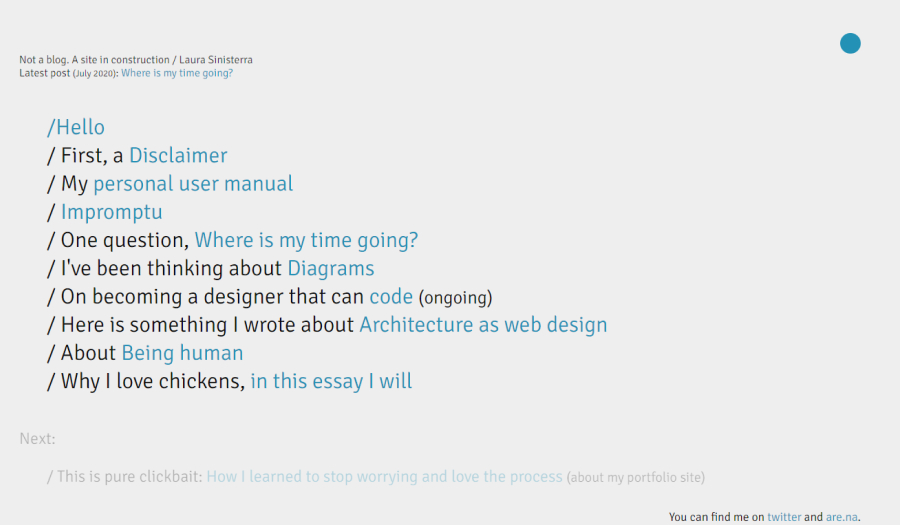 Not a blog. A site in construction / Laura Sinisterra
Latest post (July 2020): Where is my time going?
/Hello
/ First, a Disclaimer
/ My personal user manual
/ Impromptu
/ One question, Where is my time going?
/ I've been thinking about Diagrams
/ On becoming a designer that can code (ongoing)
/ Here is something I wrote about Architecture as web design
/ About Being human
/ Why I love chickens, in this essay I will
Next:
/ This is pure clickbait: How I learned to stop worrying and love the process (about my portfolio site)
You can find me on twitter and are.na.